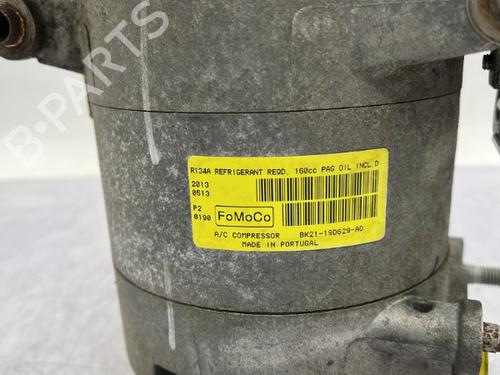 R134A REFRIGERANT REQD. 160cc PAG OIL INCL.D
2013
0513
P2
0190
FoMoCo
A/C COMPRESSOR BK21-19D629-AD
MADE IN PORTUGAL
B-PARTS